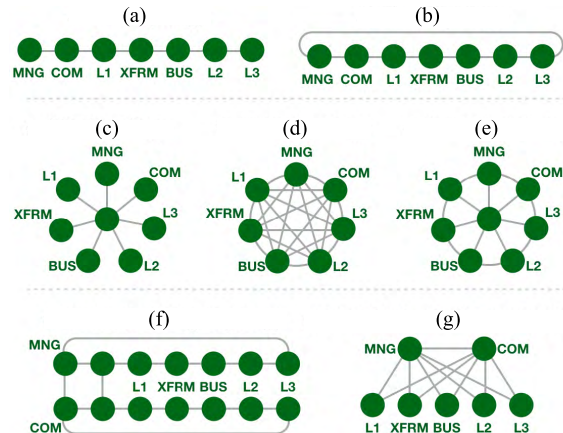 (a)
MNG COM L1 XFRM BUS L2 L3
(b)
MNG COM L1 XFRM BUS L2 L3
(c)
MNG
L1 COM
XFRM L3
BUS L2
(d)
MNG
L1 COM
XFRM L3
BUS L2
(e)
MNG
L1 COM
XFRM L3
BUS L2
(f)
MNG
L1 XFRM BUS L2 L3
COM
(g)
MNG COM
L1 XFRM BUS L2 L3